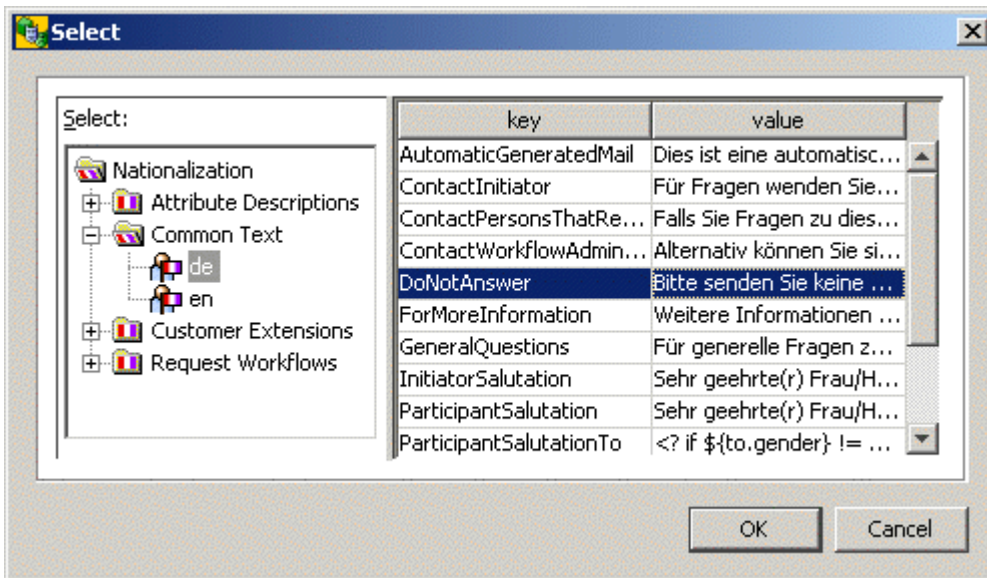 Select
Select:
Nationalization
Attribute Descriptions
Common Text
de
en
Customer Extensions
Request Workflows
key value
AutomaticGeneratedMail Dies ist eine automatisc...
ContactInitiator Für Fragen wenden Sie...
ContactPersonsThatRe... Falls Sie Fragen zu dies...
ContactWorkflowAdmin... Alternativ können Sie si...
DoNotAnswer Bitte senden Sie keine ...
ForMoreInformation Weitere Informationen ...
GeneralQuestions Für generelle Fragen z...
InitiatorSalutation Sehr geehrte(r) Frau/H...
ParticipantSalutation Sehr geehrte(r) Frau/H...
ParticipantSalutationTo <? if ${to.gender} != ...
OK Cancel